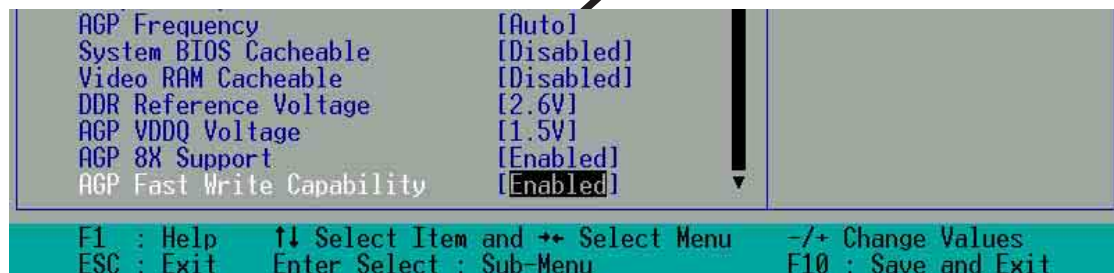 AGP Frequency [Auto]
System BIOS Cacheable [Disabled]
Video RAM Cacheable [Disabled]
DDR Reference Voltage [2.6V]
AGP VDDQ Voltage [1.5V]
AGP 8X Support [Enabled]
AGP Fast Write Capability [Enabled]
F1 : Help ↑↓ Select Item and →← Select Menu -/+ Change Values
ESC : Exit Enter Select : Sub-Menu F10 : Save and Exit